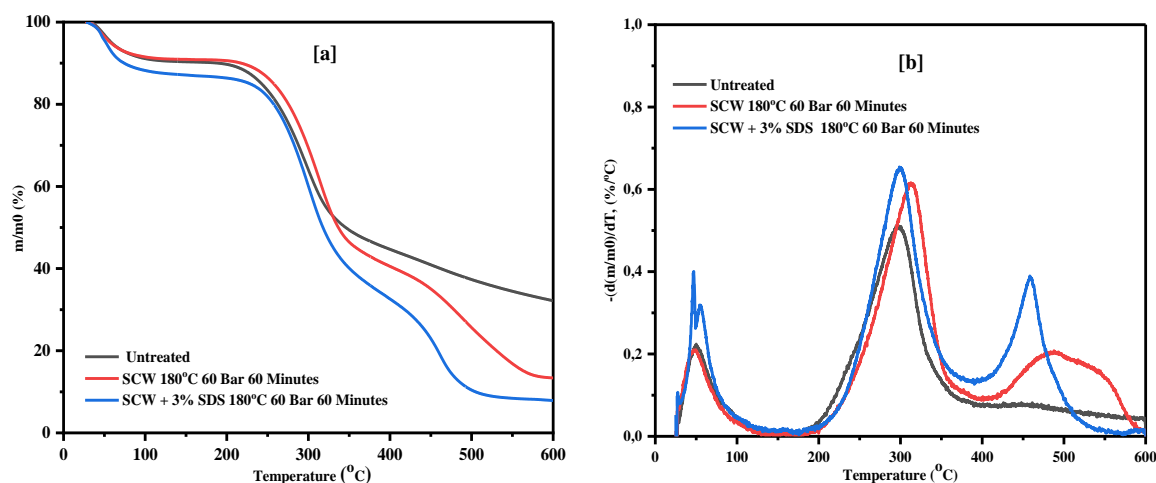 [a]
100
80
60
40
20
0
m/m0 (%)
Untreated
SCW 180°C 60 Bar 60 Minutes
SCW + 3% SDS 180°C 60 Bar 60 Minutes
0 100 200 300 400 500 600
Temperature (°C)
[b]
1,0
0,8
0,6
0,4
0,2
0,0
-(d(m/m0)/dT, (%/°C)
Untreated
SCW 180°C 60 Bar 60 Minutes
SCW + 3% SDS 180°C 60 Bar 60 Minutes
0 100 200 300 400 500 600
Temperature (°C)